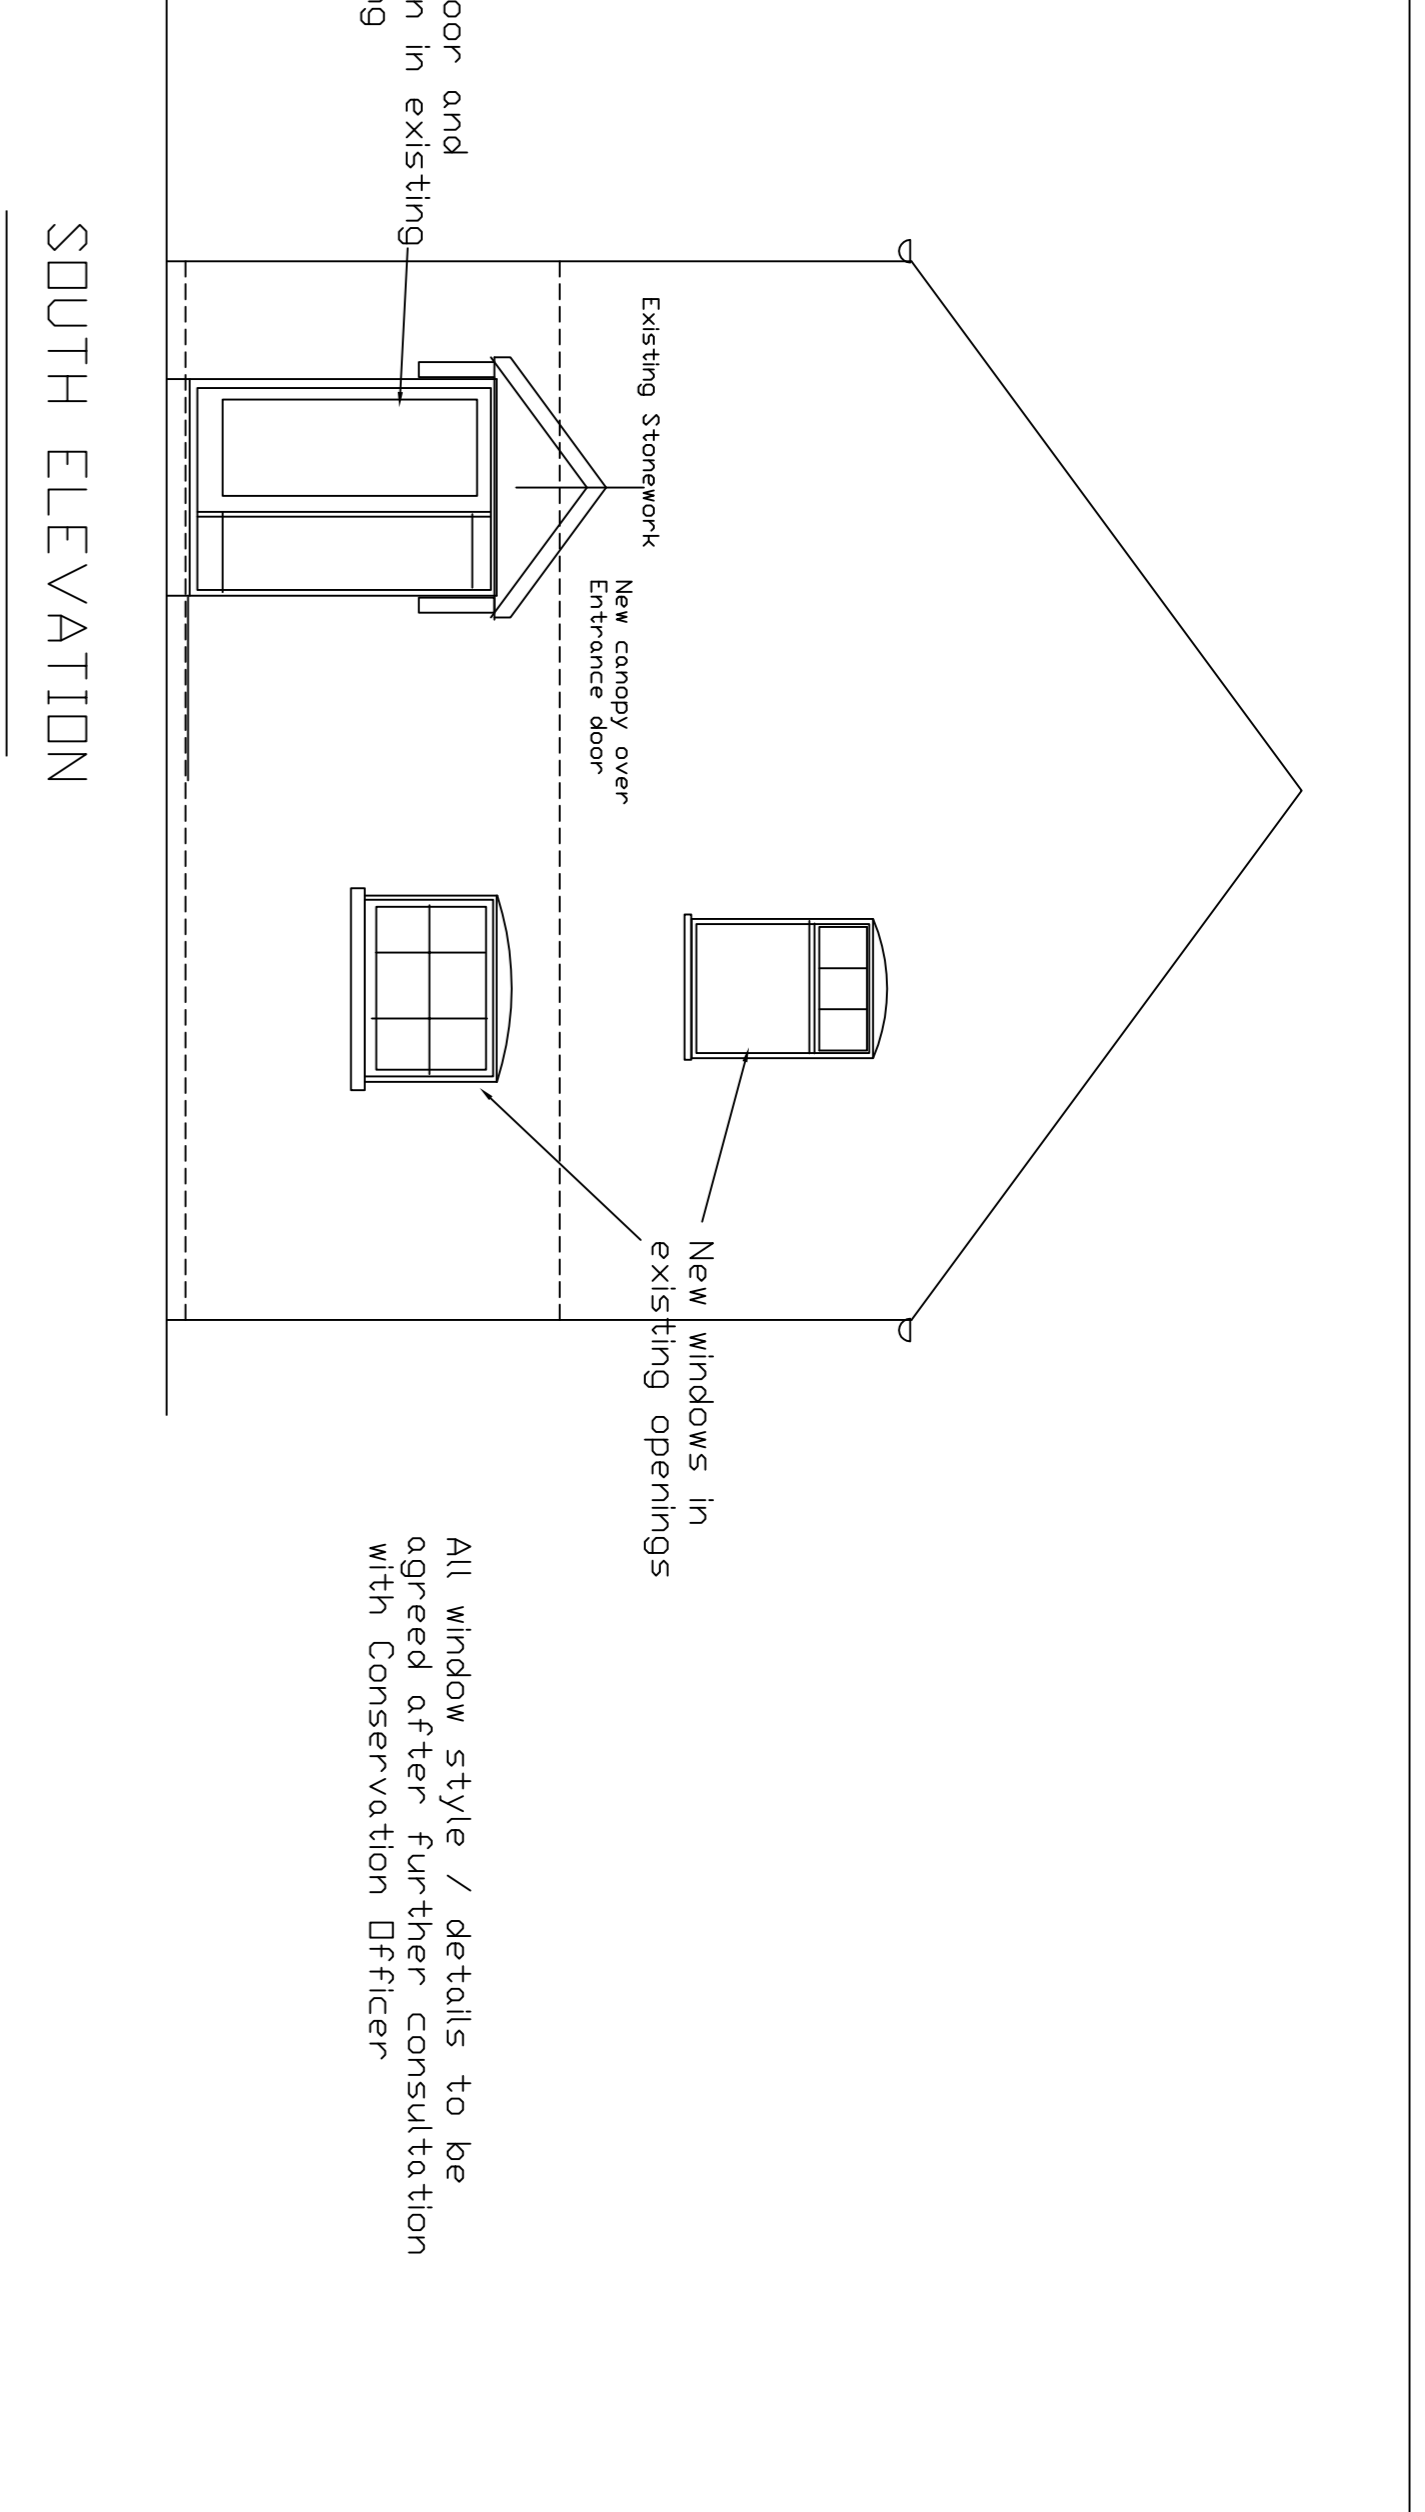 Existing Stonework
New canopy over
Entrance door
New windows in
existing openings
and
in existing
All window style / details to be
agreed after further consultation
with Conservation Officer
SOUTH ELEVATION